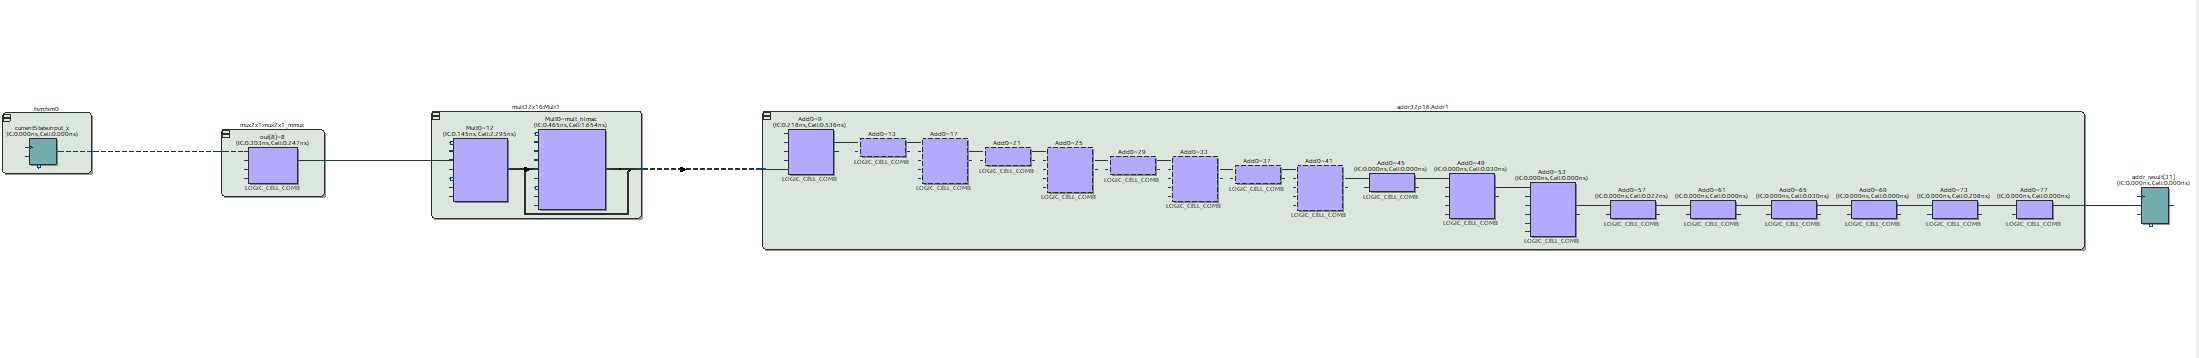 fsm:fsm0
currentState.input_x
(IC:0.000ns,Cell:0.000ns)
mux2x1:mux2x1_mmux
out[8]~8
(IC:0.303ns,Cell:0.247ns)
LOGIC_CELL_COMB
mult32x16:Mult1
Mult0~12
(IC:0.145ns,Cell:2.295ns)
Mult0~mult_hlmac
(IC:0.465ns,Cell:1.654ns)
addr32p16:Addr1
Add0~9
(IC:0.218ns,Cell:0.536ns)
LOGIC_CELL_COMB
Add0~13
LOGIC_CELL_COMB
Add0~17
LOGIC_CELL_COMB
Add0~21
LOGIC_CELL_COMB
Add0~25
LOGIC_CELL_COMB
Add0~29
LOGIC_CELL_COMB
Add0~33
LOGIC_CELL_COMB
Add0~37
LOGIC_CELL_COMB
Add0~41
LOGIC_CELL_COMB
Add0~45
(IC:0.000ns,Cell:0.000ns)
LOGIC_CELL_COMB
Add0~49
(IC:0.000ns,Cell:0.030ns)
LOGIC_CELL_COMB
Add0~53
(IC:0.000ns,Cell:0.000ns)
LOGIC_CELL_COMB
Add0~57
(IC:0.000ns,Cell:0.022ns)
LOGIC_CELL_COMB
Add0~61
(IC:0.000ns,Cell:0.000ns)
LOGIC_CELL_COMB
Add0~65
(IC:0.000ns,Cell:0.030ns)
LOGIC_CELL_COMB
Add0~69
(IC:0.000ns,Cell:0.000ns)
LOGIC_CELL_COMB
Add0~73
(IC:0.000ns,Cell:0.208ns)
LOGIC_CELL_COMB
Add0~77
(IC:0.000ns,Cell:0.000ns)
LOGIC_CELL_COMB
addr_result[31]
(IC:0.000ns,Cell:0.000ns)